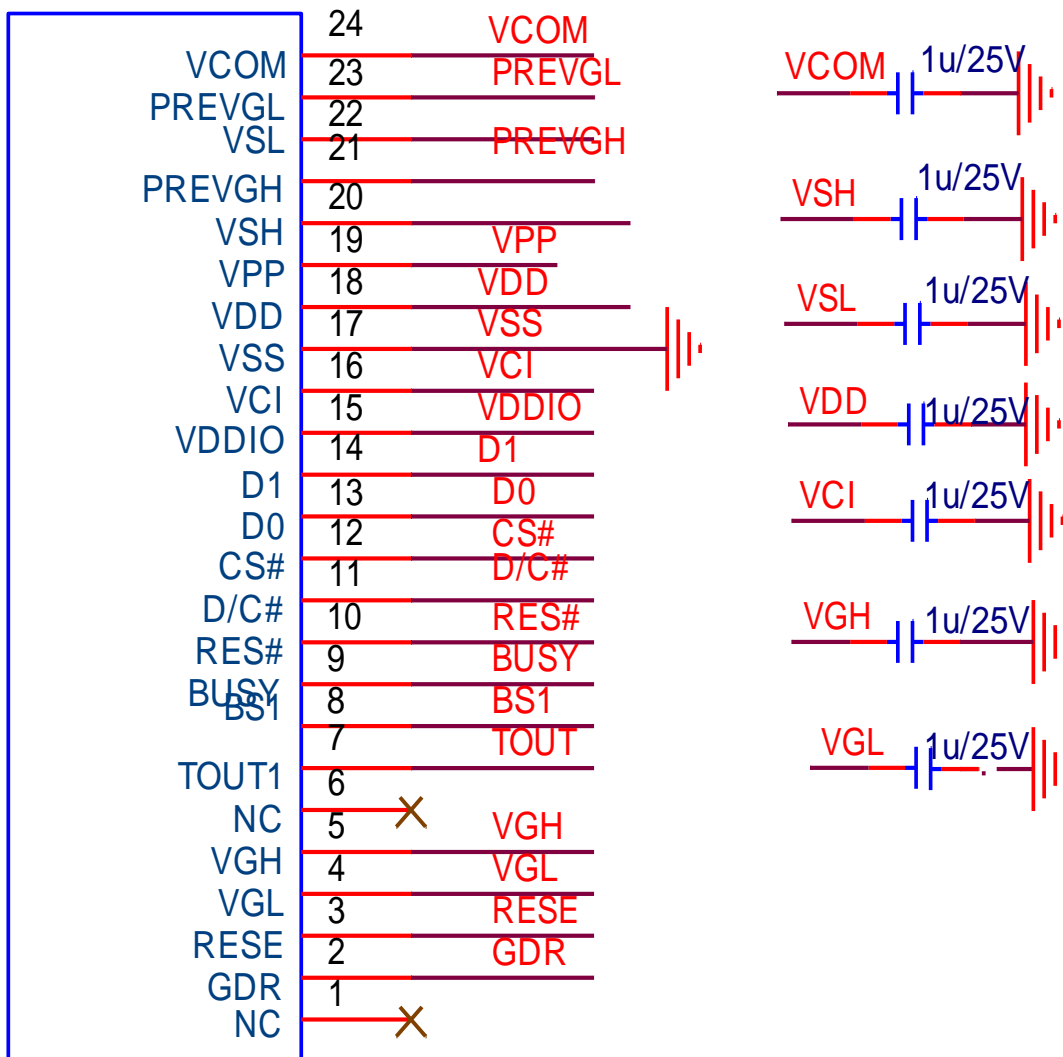 24
VCOM
VCOM
23
PREVGL
PREVGL
22
VSL
21
PREVGH
PREVGH
20
VSH
19
VPP
VPP
18
VDD
VDD
17
VSS
VSS
16
VCI
VCI
15
VDDIO
VDDIO
14
D1
D1
13
D0
D0
12
CS#
CS#
11
D/C#
D/C#
10
RES#
RES#
9
BUSY
BUSY
8
BS1
BS1
7
TOUT
TOUT1
6
NC
5
VGH
VGH
4
VGL
VGL
3
RESE
RESE
2
GDR
GDR
1
NC
VCOM 1u/25V
VSH 1u/25V
VSL 1u/25V
VDD 1u/25V
VCI 1u/25V
VGH 1u/25V
VGL 1u/25V